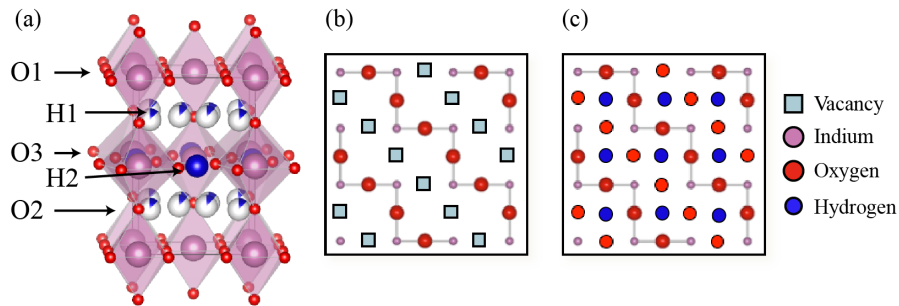 (a)
(b)
(c)
O1
H1
O3
H2
O2
Vacancy
Indium
Oxygen
Hydrogen